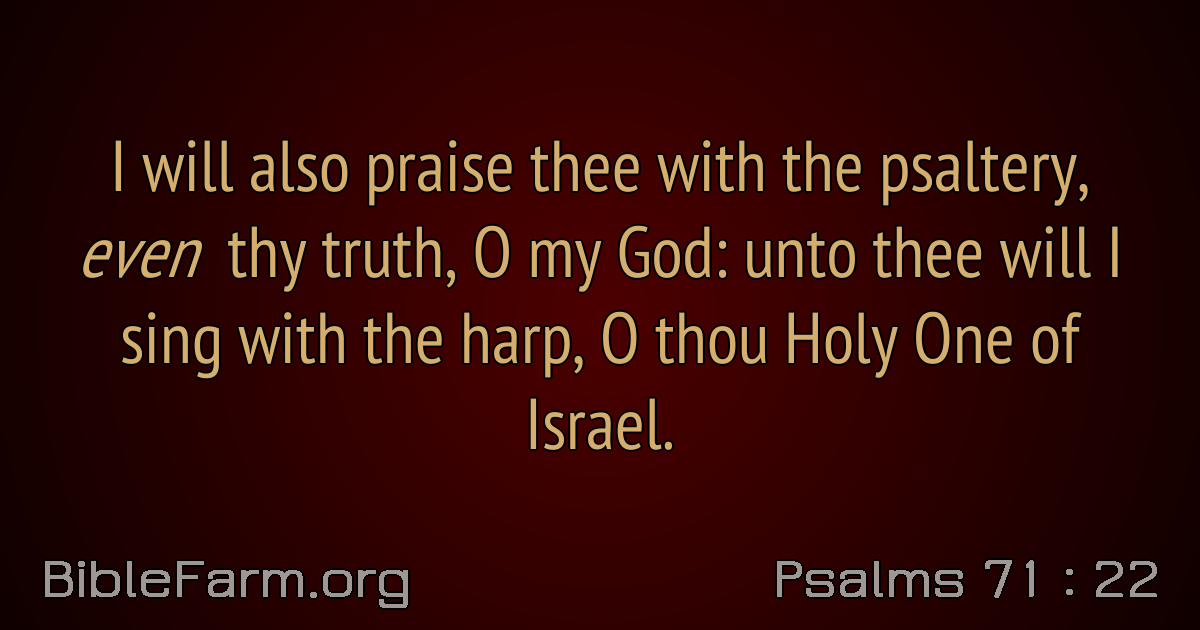 I will also praise thee with the psaltery,
even thy truth, O my God: unto thee will I
sing with the harp, O thou Holy One of
Israel.
BibleFarm.org
Psalms 71 : 22